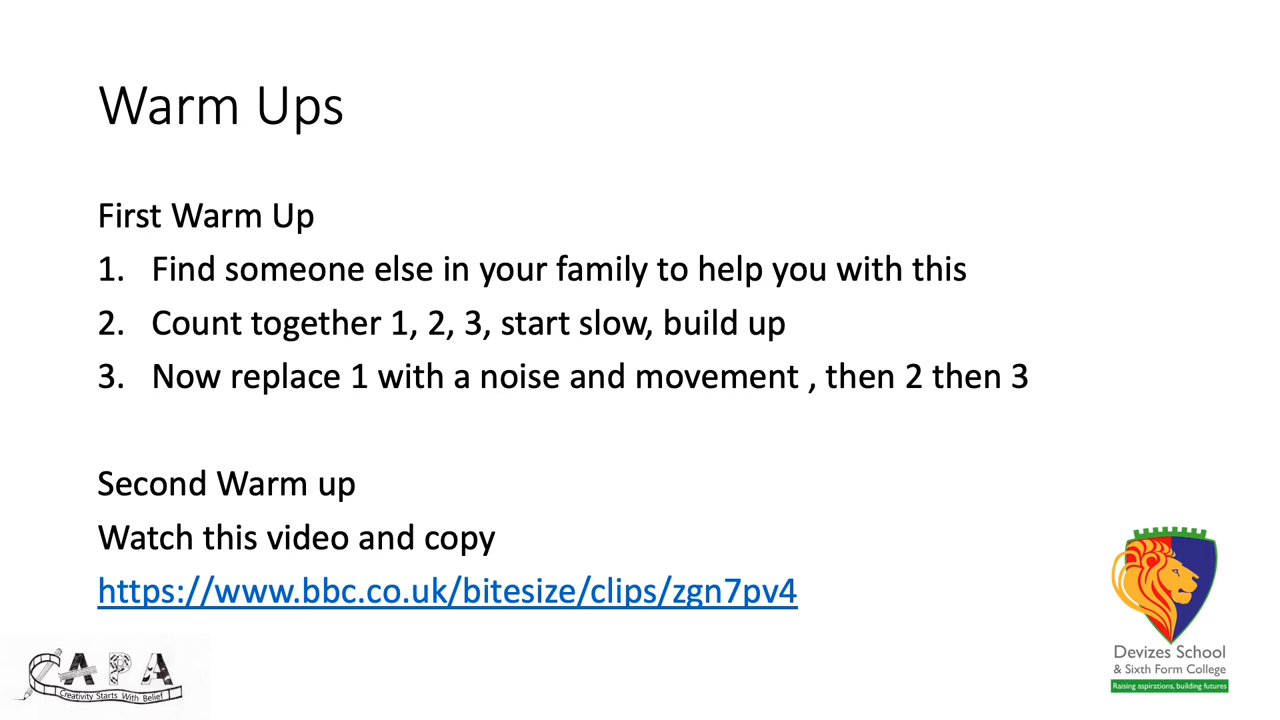 Warm Ups
First Warm Up
1. Find someone else in your family to help you with this
2. Count together 1, 2, 3, start slow, build up
3. Now replace 1 with a noise and movement , then 2 then 3
Second Warm up
Watch this video and copy
https://www.bbc.co.uk/bitesize/clips/zgn7pv4
CAPA
Creativity Starts With Belief
Devizes School
& Sixth Form College
Raising aspirations, building futures